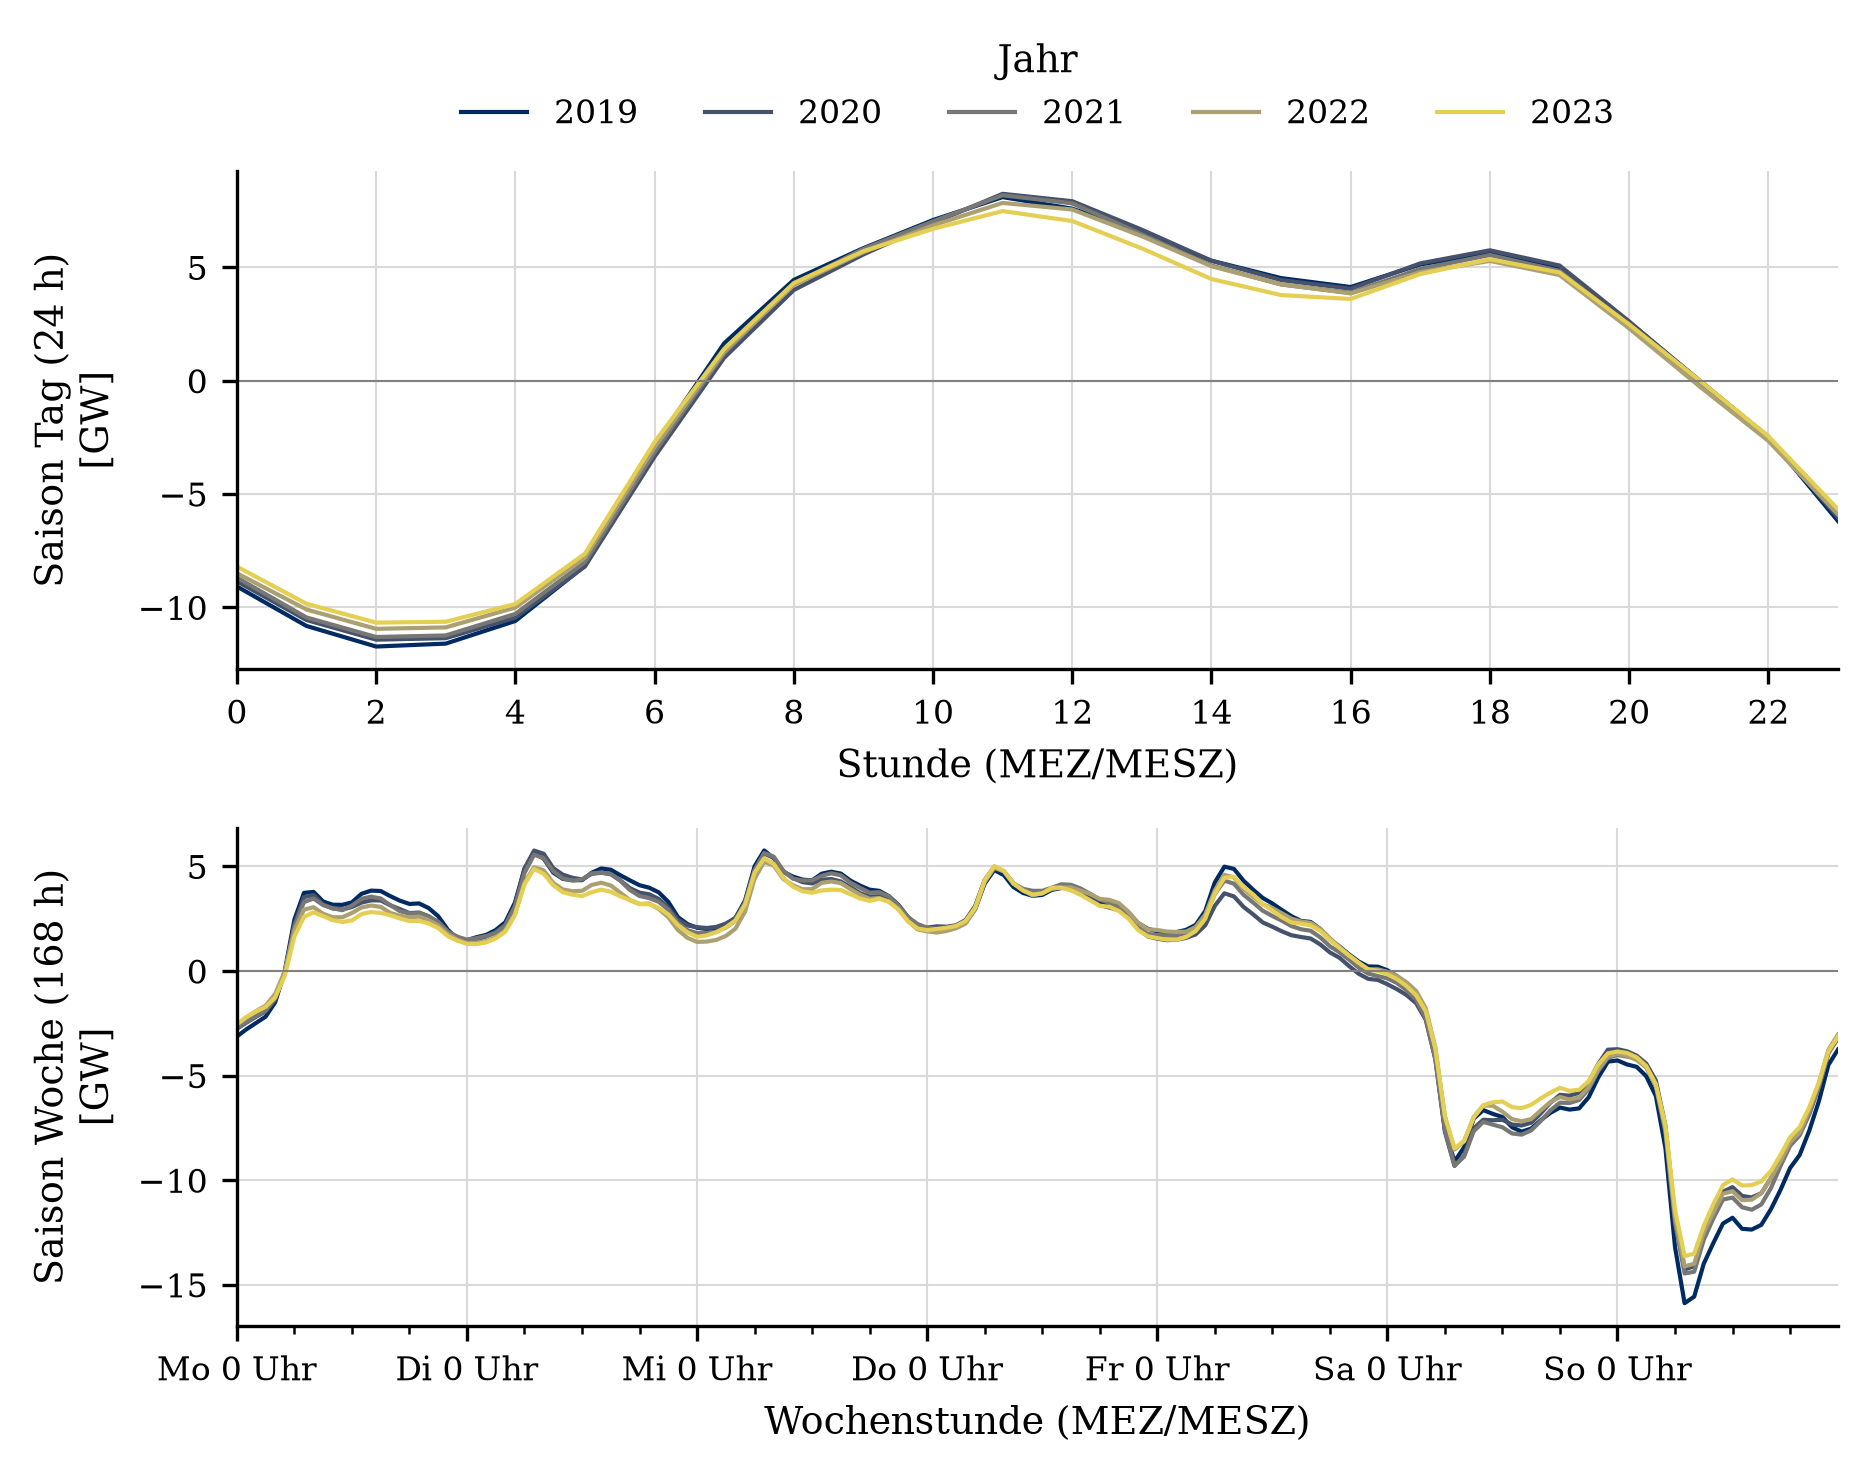 Jahr
2019 2020 2021 2022 2023
Saison Tag (24 h)
[GW]
5
0
−5
−10
0 2 4 6 8 10 12 14 16 18 20 22
Stunde (MEZ/MESZ)
Saison Woche (168 h)
[GW]
5
0
−5
−10
−15
Mo 0 Uhr Di 0 Uhr Mi 0 Uhr Do 0 Uhr Fr 0 Uhr Sa 0 Uhr So 0 Uhr
Wochenstunde (MEZ/MESZ)